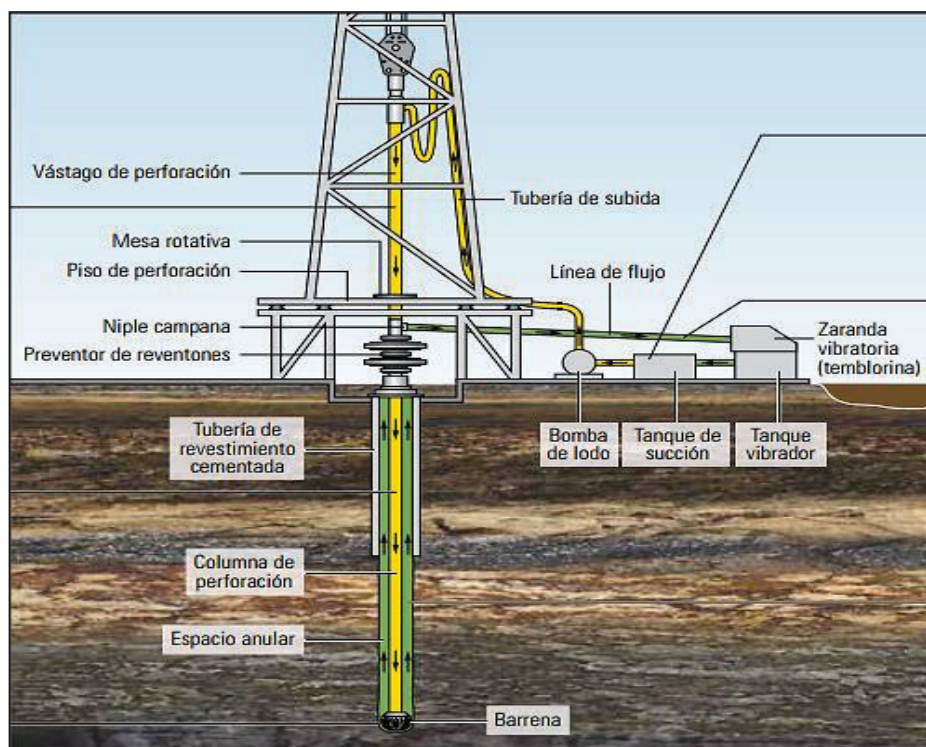 Vástago de perforación
Tubería de subida
Mesa rotativa
Piso de perforación
Línea de flujo
Niple campana
Preventor de reventones
Zaranda
vibratoria
(temblorina)
Tubería de
revestimiento
cementada
Bomba
de lodo
Tanque de
succión
Tanque
vibrador
Columna de
perforación
Espacio anular
Barrena